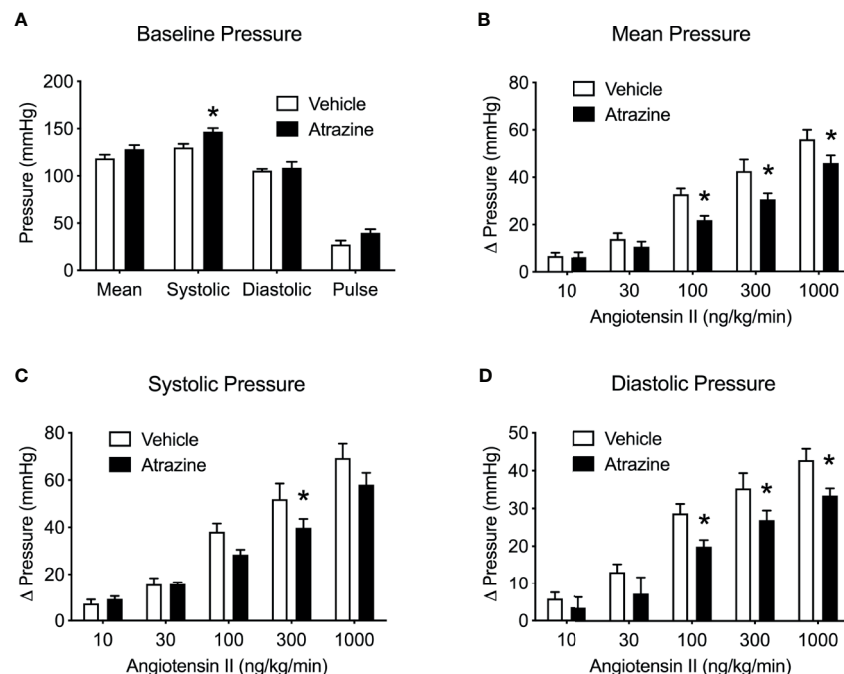 A
Baseline Pressure
Pressure (mmHg)
200
150
100
50
0
*
Vehicle
Atrazine
Mean Systolic Diastolic Pulse
B
Mean Pressure
Δ Pressure (mmHg)
80
60
40
20
0
Vehicle
Atrazine
*
*
*
10 30 100 300 1000
Angiotensin II (ng/kg/min)
C
Systolic Pressure
Δ Pressure (mmHg)
80
60
40
20
0
Vehicle
Atrazine
*
10 30 100 300 1000
Angiotensin II (ng/kg/min)
D
Diastolic Pressure
Δ Pressure (mmHg)
50
40
30
20
10
0
Vehicle
Atrazine
*
*
*
10 30 100 300 1000
Angiotensin II (ng/kg/min)